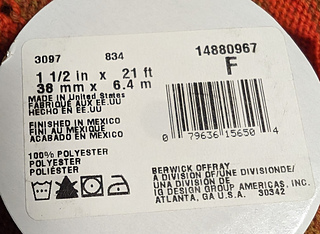 3097 834 14880967
1 1/2 in x 21 ft F
38 mm x 6.4 m
MADE IN United States
FABRIQUÉ AUX EE.UU
HECHO EN EE.UU
FINISHED IN MEXICO
FINI AU MEXIQUE
ACABADO EN MEXICO
0 79636 15650 4
100% POLYESTER
POLYESTER
POLIÉSTER
BERWICK OFFRAY
A DIVISION OF/UNE DIVISIONDE/
UNA DIVISION DE
IG DESIGN GROUP AMERICAS, INC.
ATLANTA, GA U.S.A. 30342